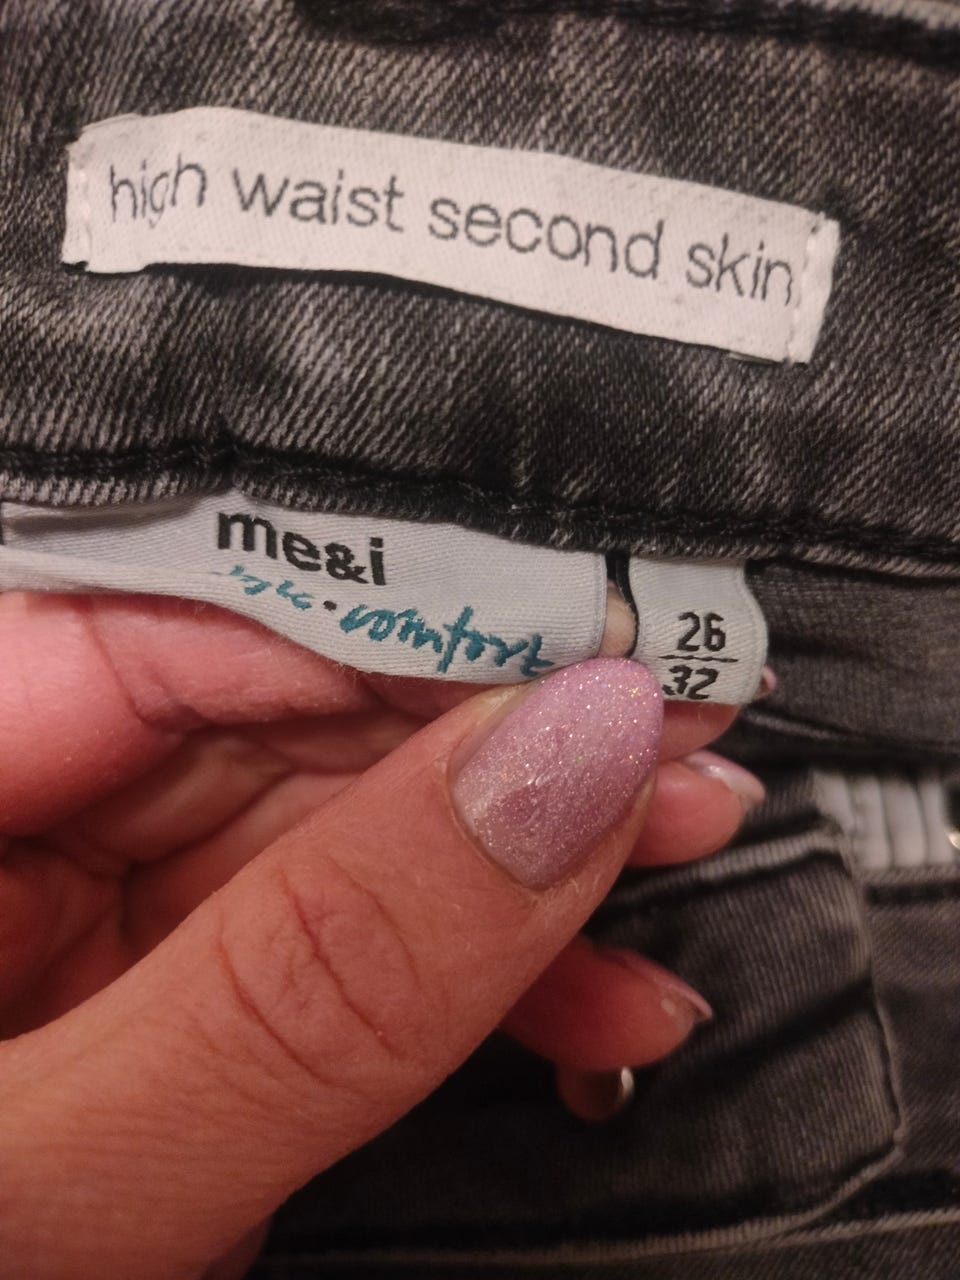 high waist second skin
me&i
comfort
26
32